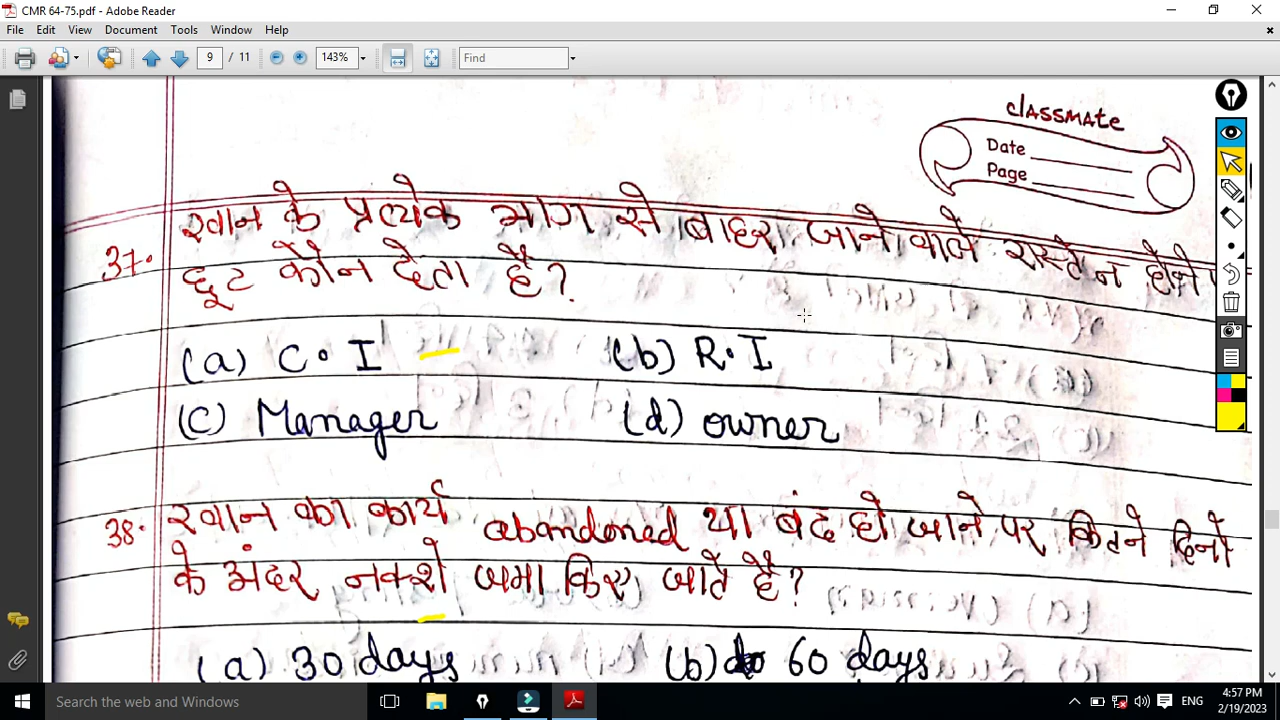 CMR 64-75.pdf - Adobe Reader
File Edit View Document Tools Window Help
9 / 11 143% Find
classmate
Date
Page
37. खान के प्रत्येक भाग से बाहर जाने वाले रास्ते न होने
छूट कौन देता है?
(a) C.I (b) R.I
(c) Manager (d) owner
38. खान का कार्य abandoned या बंद हो जाने पर कितने दिनो
के अंदर नक्शे जमा किए जाते है?
(a) 30 days (b) 60 days
Search the web and Windows
ENG
4:57 PM
2/19/2023